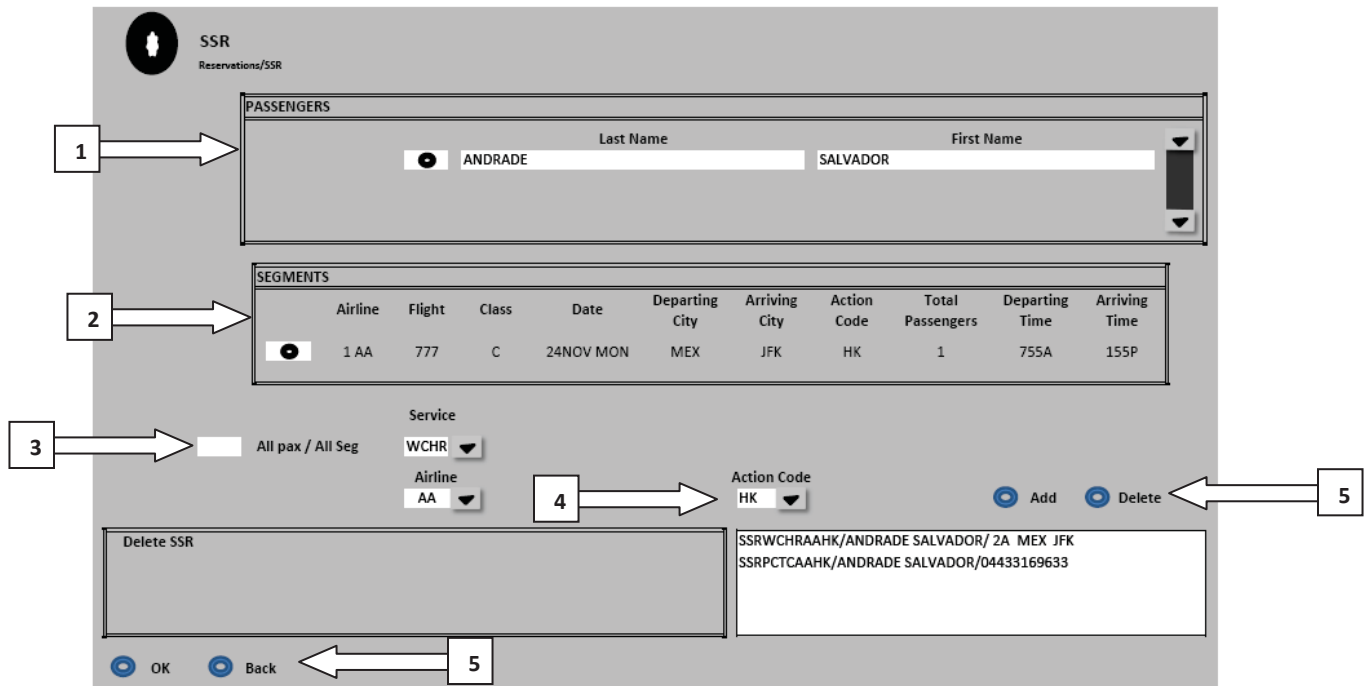 SSR
Reservations/SSR
PASSENGERS
1
Last Name First Name
ANDRADE SALVADOR
SEGMENTS
2
Airline Flight Class Date Departing City Arriving City Action Code Total Passengers Departing Time Arriving Time
1 AA 777 C 24NOV MON MEX JFK HK 1 755A 155P
Service
3 All pax / All Seg WCHR
Airline Action Code
AA 4 HK Add Delete 5
Delete SSR
SSRWCHRAAHK/ANDRADE SALVADOR/ 2A MEX JFK
SSRPCTCAAHK/ANDRADE SALVADOR/04433169633
OK Back 5